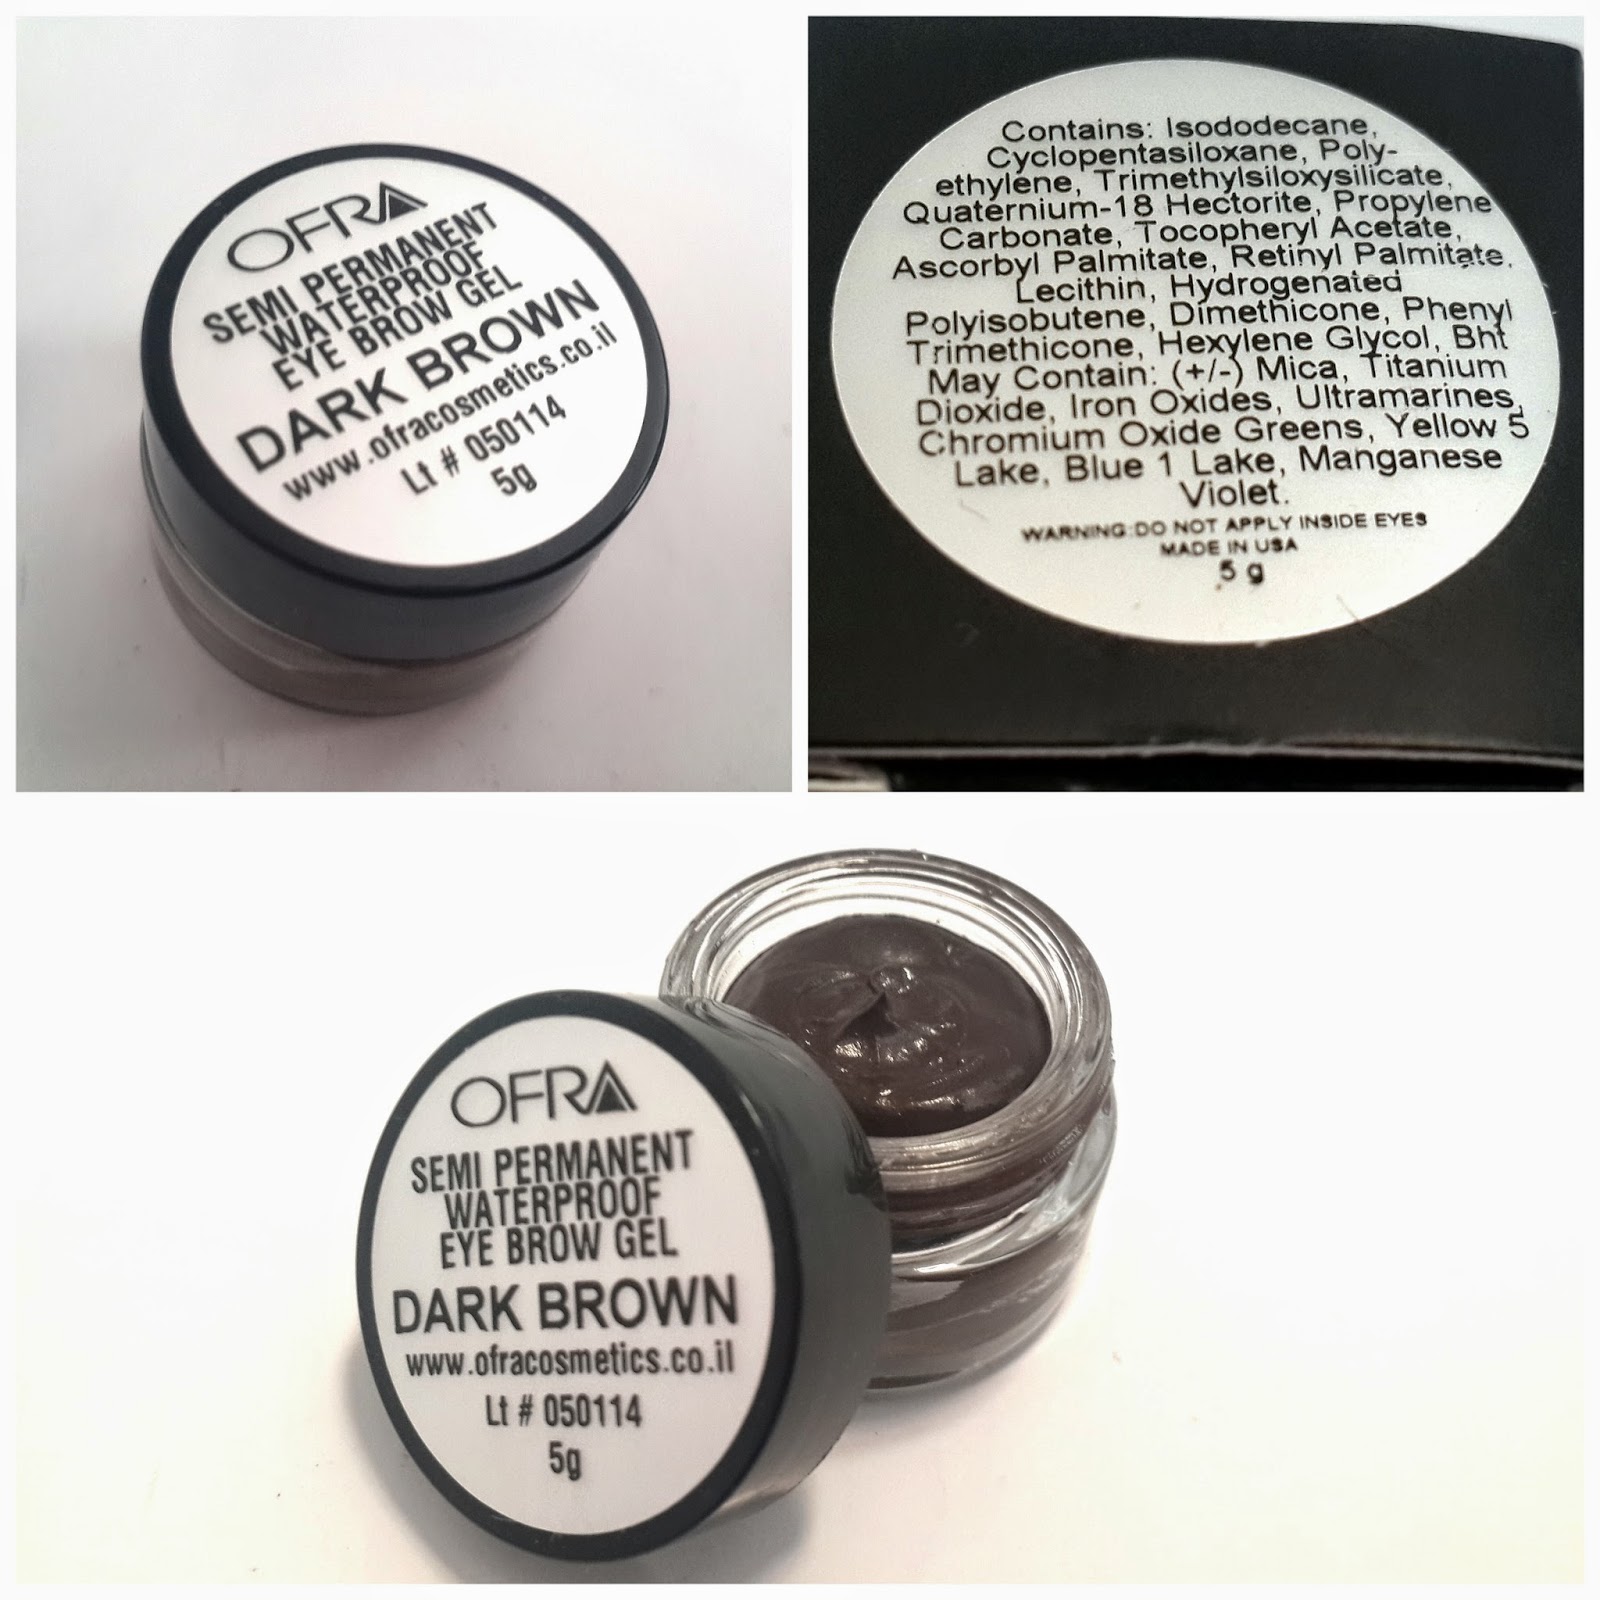 OFRA
SEMI PERMANENT
WATERPROOF
EYE BROW GEL
DARK BROWN
www.ofracosmetics.co.il
Lt # 050114
5g
Contains: Isododecane,
Cyclopentasiloxane, Poly-
ethylene, Trimethylsiloxysilicate,
Quaternium-18 Hectorite, Propylene
Carbonate, Tocopheryl Acetate,
Ascorbyl Palmitate, Retinyl Palmitate,
Lecithin, Hydrogenated
Polyisobutene, Dimethicone, Phenyl
Trimethicone, Hexylene Glycol, Bht
May Contain: (+/-) Mica, Titanium
Dioxide, Iron Oxides, Ultramarines,
Chromium Oxide Greens, Yellow 5
Lake, Blue 1 Lake, Manganese
Violet.
WARNING:DO NOT APPLY INSIDE EYES
MADE IN USA
5 g
OFRA
SEMI PERMANENT
WATERPROOF
EYE BROW GEL
DARK BROWN
www.ofracosmetics.co.il
Lt # 050114
5g